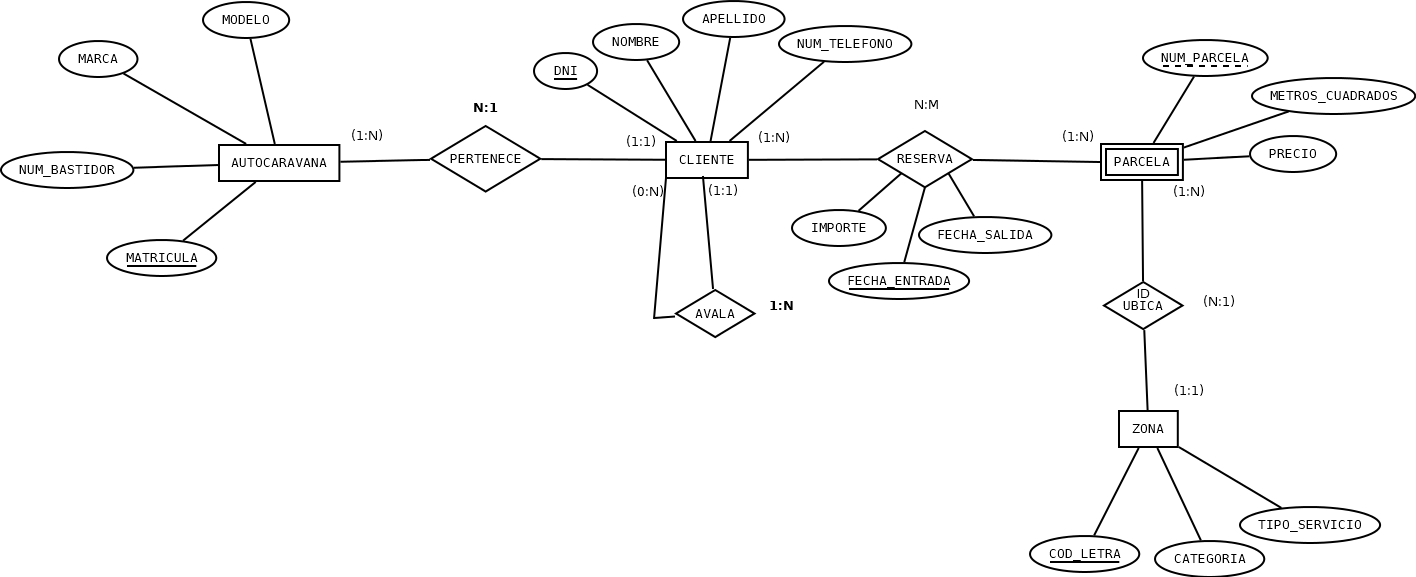 MODELO
APELLIDO
NOMBRE
NUM_TELEFONO
MARCA
DNI
NUM_PARCELA
METROS_CUADRADOS
N:1
N:M
(1:N)
(1:1)
(1:N)
(1:N)
AUTOCARAVANA
PERTENECE
CLIENTE
RESERVA
PARCELA
PRECIO
NUM_BASTIDOR
(0:N)
(1:1)
(1:N)
IMPORTE
FECHA_SALIDA
MATRICULA
FECHA_ENTRADA
AVALA
1:N
ID
UBICA
(N:1)
(1:1)
ZONA
COD_LETRA
CATEGORIA
TIPO_SERVICIO